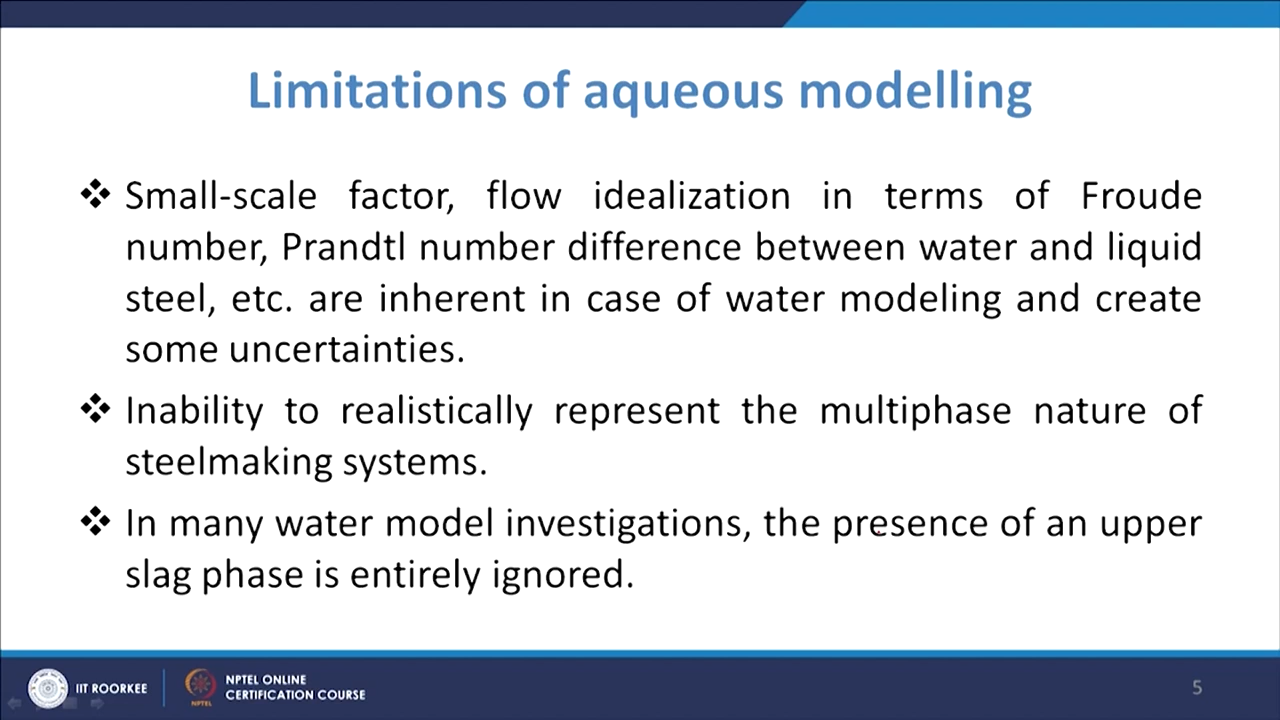 Limitations of aqueous modelling
❖ Small-scale factor, flow idealization in terms of Froude
number, Prandtl number difference between water and liquid
steel, etc. are inherent in case of water modeling and create
some uncertainties.
❖ Inability to realistically represent the multiphase nature of
steelmaking systems.
❖ In many water model investigations, the presence of an upper
slag phase is entirely ignored.
IIT ROORKEE
NPTEL
NPTEL ONLINE
CERTIFICATION COURSE
5